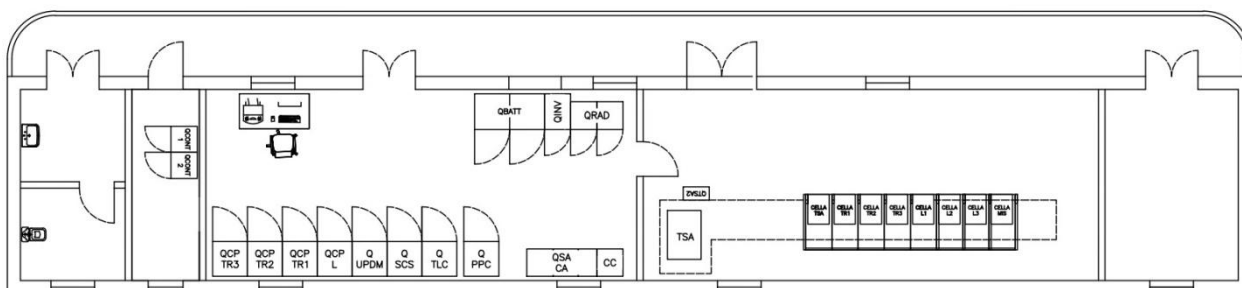 QCONT
1
QCONT
2
QBATT
QINV
QRAD
QCP
TR3
QCP
TR2
QCP
TR1
QCP
L
Q
UPDM
Q
SCS
Q
TLC
Q
PPC
QSA
CA
CC
QTSA2
TSA
CELLA
TSA
CELLA
TR1
CELLA
TR2
CELLA
TR3
CELLA
L1
CELLA
L2
CELLA
L3
CELLA
MIS